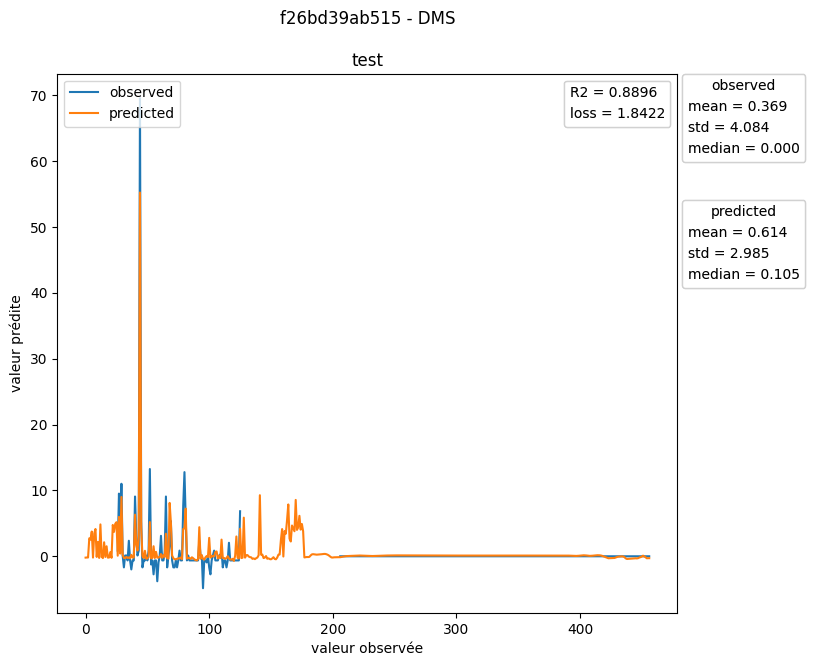 f26bd39ab515 - DMS
test
observed
predicted
R2 = 0.8896
loss = 1.8422
observed
mean = 0.369
std = 4.084
median = 0.000
predicted
mean = 0.614
std = 2.985
median = 0.105
70
60
50
40
30
20
10
0
valeur prédite
0
100
200
300
400
valeur observée